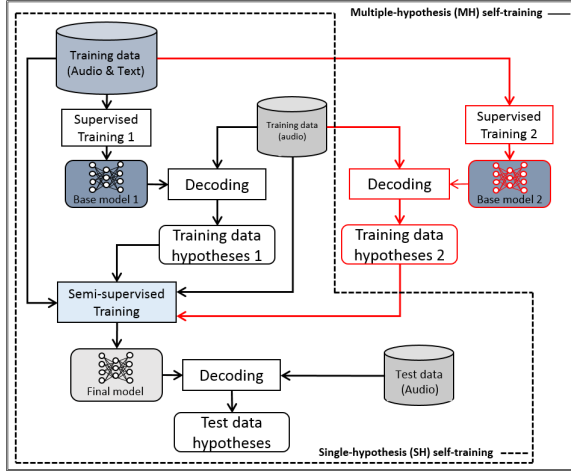 Multiple-hypothesis (MH) self-training
Training data
(Audio & Text)
Supervised
Training 1
Training data
(audio)
Supervised
Training 2
Base model 1
Decoding
Decoding
Base model 2
Training data
hypotheses 1
Training data
hypotheses 2
Semi-supervised
Training
Final model
Decoding
Test data
(Audio)
Test data
hypotheses
Single-hypothesis (SH) self-training